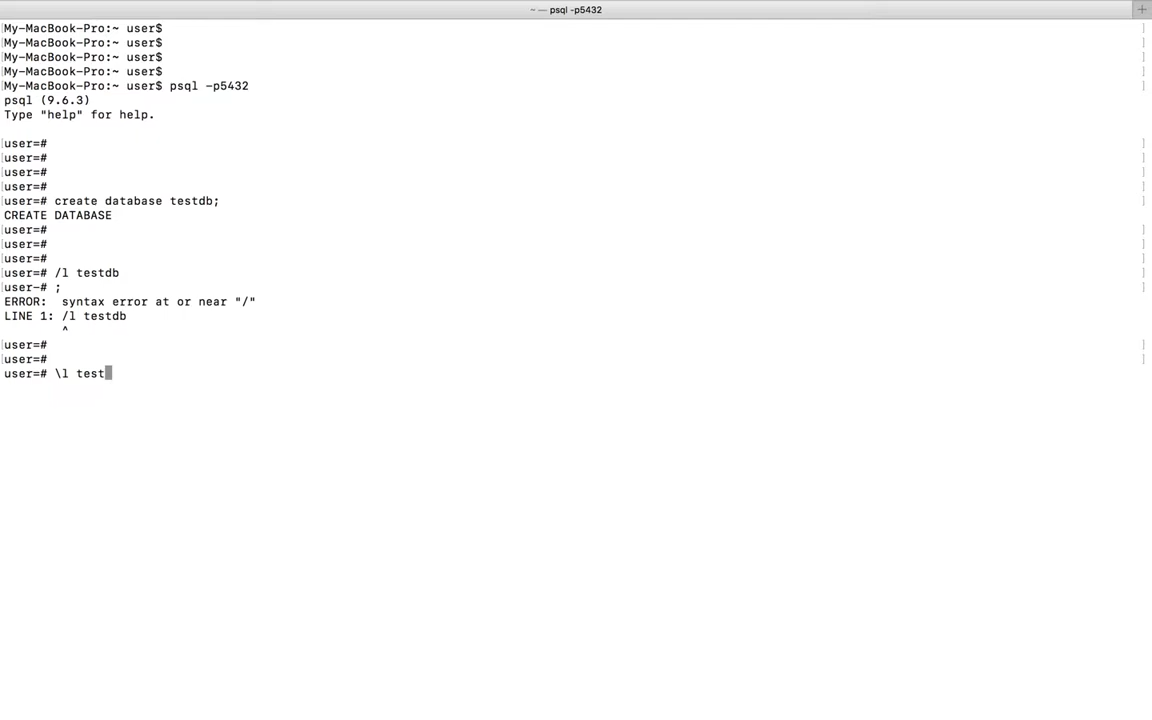 ~ — psql -p5432
+
My-MacBook-Pro:~ user$
My-MacBook-Pro:~ user$
My-MacBook-Pro:~ user$
My-MacBook-Pro:~ user$
My-MacBook-Pro:~ user$ psql -p5432
psql (9.6.3)
Type "help" for help.
user=#
user=#
user=#
user=#
user=# create database testdb;
CREATE DATABASE
user=#
user=#
user=#
user=# /l testdb
user-# ;
ERROR:  syntax error at or near "/"
LINE 1: /l testdb
        ^
user=#
user=#
user=# \l test